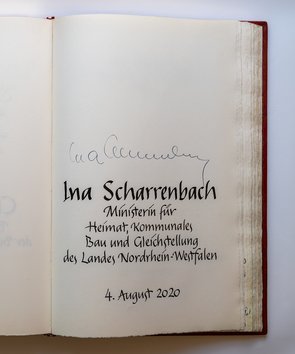 Ina Scharrenbach
Ministerin für
Heimat, Kommunales
Bau und Gleichstellung
des Landes Nordrhein-Westfalen
4. August 2020